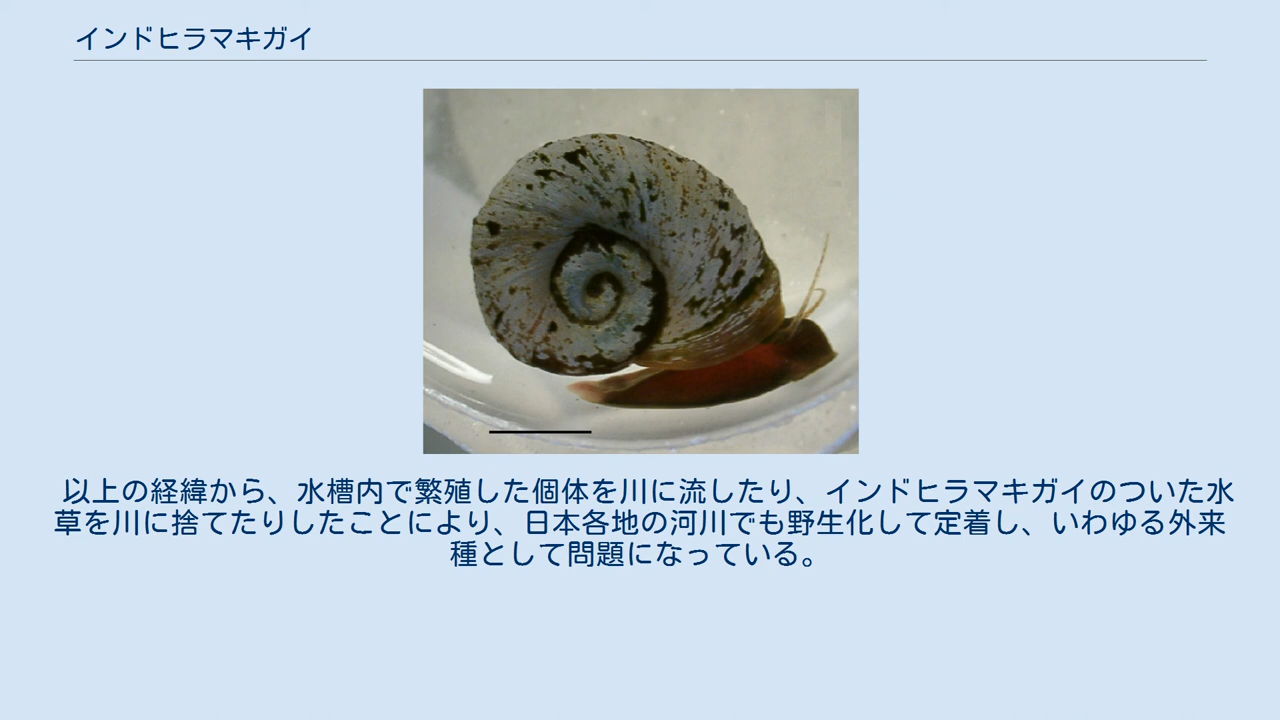 インドヒラマキガイ
以上の経緯から、水槽内で繁殖した個体を川に流したり、インドヒラマキガイのついた水
草を川に捨てたりしたことにより、日本各地の河川でも野生化して定着し、いわゆる外来
種として問題になっている。